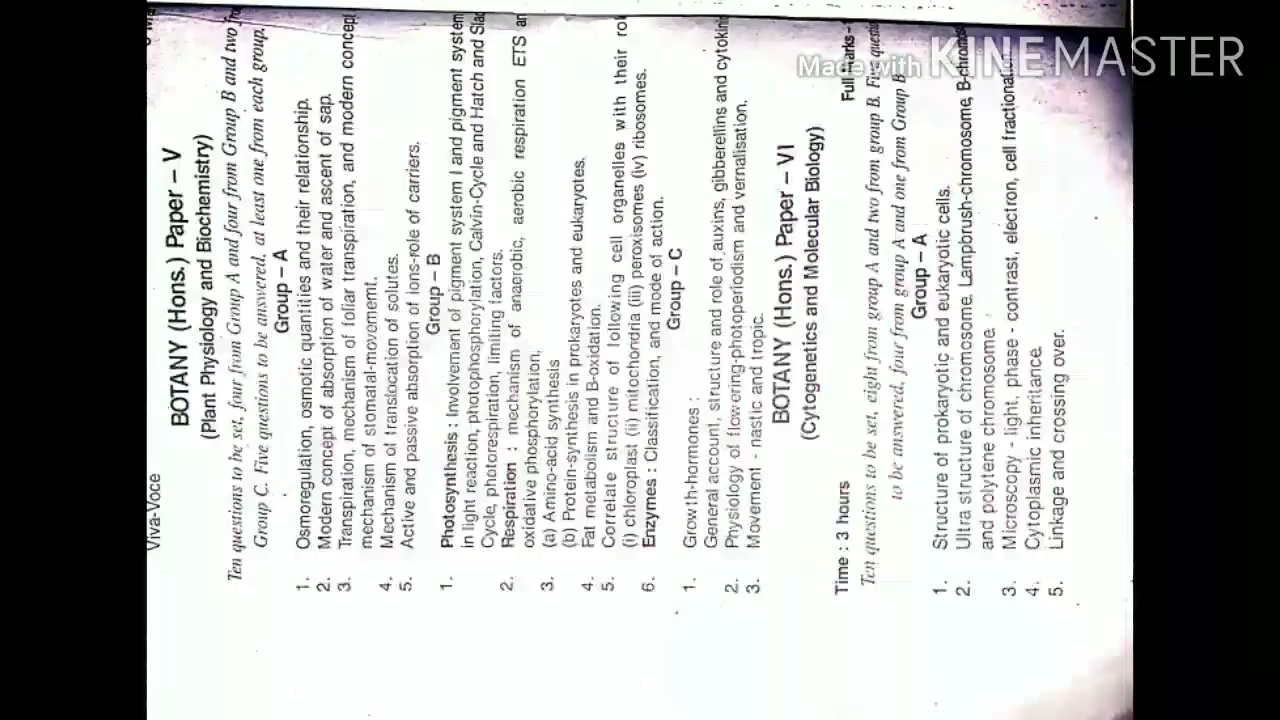 Made with KINEMASTER
Viva-Voce
BOTANY (Hons.) Paper – V
(Plant Physiology and Biochemistry)
Ten questions to be set, four from Group A and four from Group B and two from
Group C. Five questions to be answered, at least one from each group.
Group – A
1. Osmoregulation, osmotic quantities and their relationship.
2. Modern concept of absorption of water and ascent of sap.
3. Transpiration, mechanism of foliar transpiration, and modern concept
mechanism of stomatal-movememt.
4. Mechanism of translocation of solutes.
5. Active and passive absorption of Ions-role of carriers.
Group – B
1. Photosynthesis : Involvement of pigment system I and pigment system
in light reaction, photophosphorylation, Calvin-Cycle and Hatch and
Cycle, photorespiration, limiting factors.
2. Respiration : mechanism of anaerobic, aerobic respiration ETS an
oxidative phosphorylation.
3. (a) Amino-acid synthesis
(b) Protein-synthesis in prokaryotes and eukaryotes.
4. Fat metabolism and B-oxidation.
5. Correlate structure of following cell organelles with their rol
(i) chloroplast (ii) mitochondria (iii) peroxisomes (iv) ribosomes.
6. Enzymes : Classification, and mode of action.
Group – C
1. Growth-hormones :
General account, structure and role of auxins, gibberellins and cytokini
2. Physiology of flowering-photoperiodism and vernalisation.
3. Movement - nastic and tropic.
BOTANY (Hons.) Paper – VI
(Cytogenetics and Molecular Biology)
Time : 3 hours Full Marks -
Ten questions to be set, eight from group A and two from group B. Five questi
to be answered, four from group A and one from Group B
Group – A
1. Structure of prokaryotic and eukaryotic cells.
2. Ultra structure of chromosome. Lampbrush-chromosome, B-chromos
and polytene chromosome.
3. Microscopy - light, phase - contrast, electron, cell fractionati
4. Cytoplasmic inheritance.
5. Linkage and crossing over.